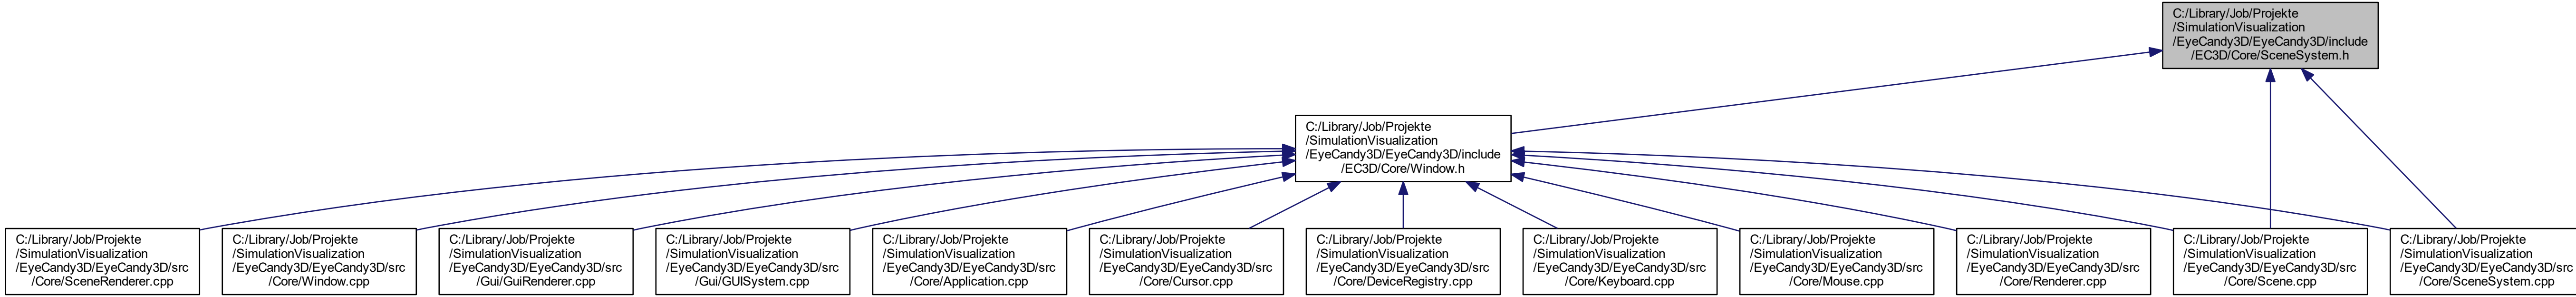 C:/Library/Job/Projekte
/SimulationVisualization
/EyeCandy3D/EyeCandy3D/include
/EC3D/Core/SceneSystem.h
C:/Library/Job/Projekte
/SimulationVisualization
/EyeCandy3D/EyeCandy3D/include
/EC3D/Core/Window.h
C:/Library/Job/Projekte
/SimulationVisualization
/EyeCandy3D/EyeCandy3D/src
/Core/SceneRenderer.cpp
C:/Library/Job/Projekte
/SimulationVisualization
/EyeCandy3D/EyeCandy3D/src
/Core/Window.cpp
C:/Library/Job/Projekte
/SimulationVisualization
/EyeCandy3D/EyeCandy3D/src
/Gui/GuiRenderer.cpp
C:/Library/Job/Projekte
/SimulationVisualization
/EyeCandy3D/EyeCandy3D/src
/Gui/GUISystem.cpp
C:/Library/Job/Projekte
/SimulationVisualization
/EyeCandy3D/EyeCandy3D/src
/Core/Application.cpp
C:/Library/Job/Projekte
/SimulationVisualization
/EyeCandy3D/EyeCandy3D/src
/Core/Cursor.cpp
C:/Library/Job/Projekte
/SimulationVisualization
/EyeCandy3D/EyeCandy3D/src
/Core/DeviceRegistry.cpp
C:/Library/Job/Projekte
/SimulationVisualization
/EyeCandy3D/EyeCandy3D/src
/Core/Keyboard.cpp
C:/Library/Job/Projekte
/SimulationVisualization
/EyeCandy3D/EyeCandy3D/src
/Core/Mouse.cpp
C:/Library/Job/Projekte
/SimulationVisualization
/EyeCandy3D/EyeCandy3D/src
/Core/Renderer.cpp
C:/Library/Job/Projekte
/SimulationVisualization
/EyeCandy3D/EyeCandy3D/src
/Core/Scene.cpp
C:/Library/Job/Projekte
/SimulationVisualization
/EyeCandy3D/EyeCandy3D/src
/Core/SceneSystem.cpp